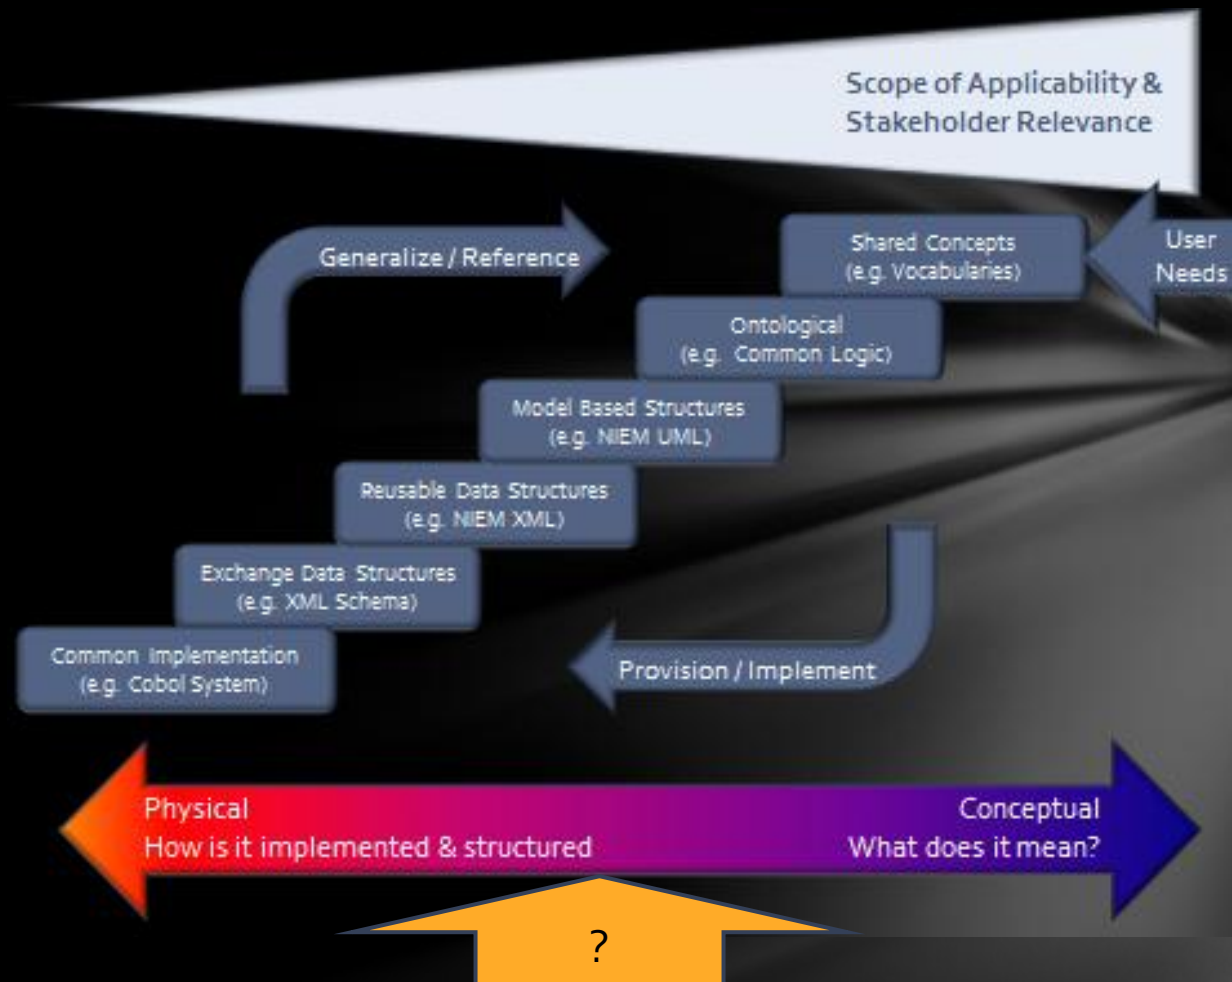 Scope of Applicability &
Stakeholder Relevance
Generalize / Reference
Shared Concepts
(e.g. Vocabularies)
User
Needs
Ontological
(e.g. Common Logic)
Model Based Structures
(e.g. NIEM UML)
Reusable Data Structures
(e.g. NIEM XML)
Exchange Data Structures
(e.g. XML Schema)
Common Implementation
(e.g. Cobol System)
Provision / Implement
Physical
How is it implemented & structured
Conceptual
What does it mean?
?